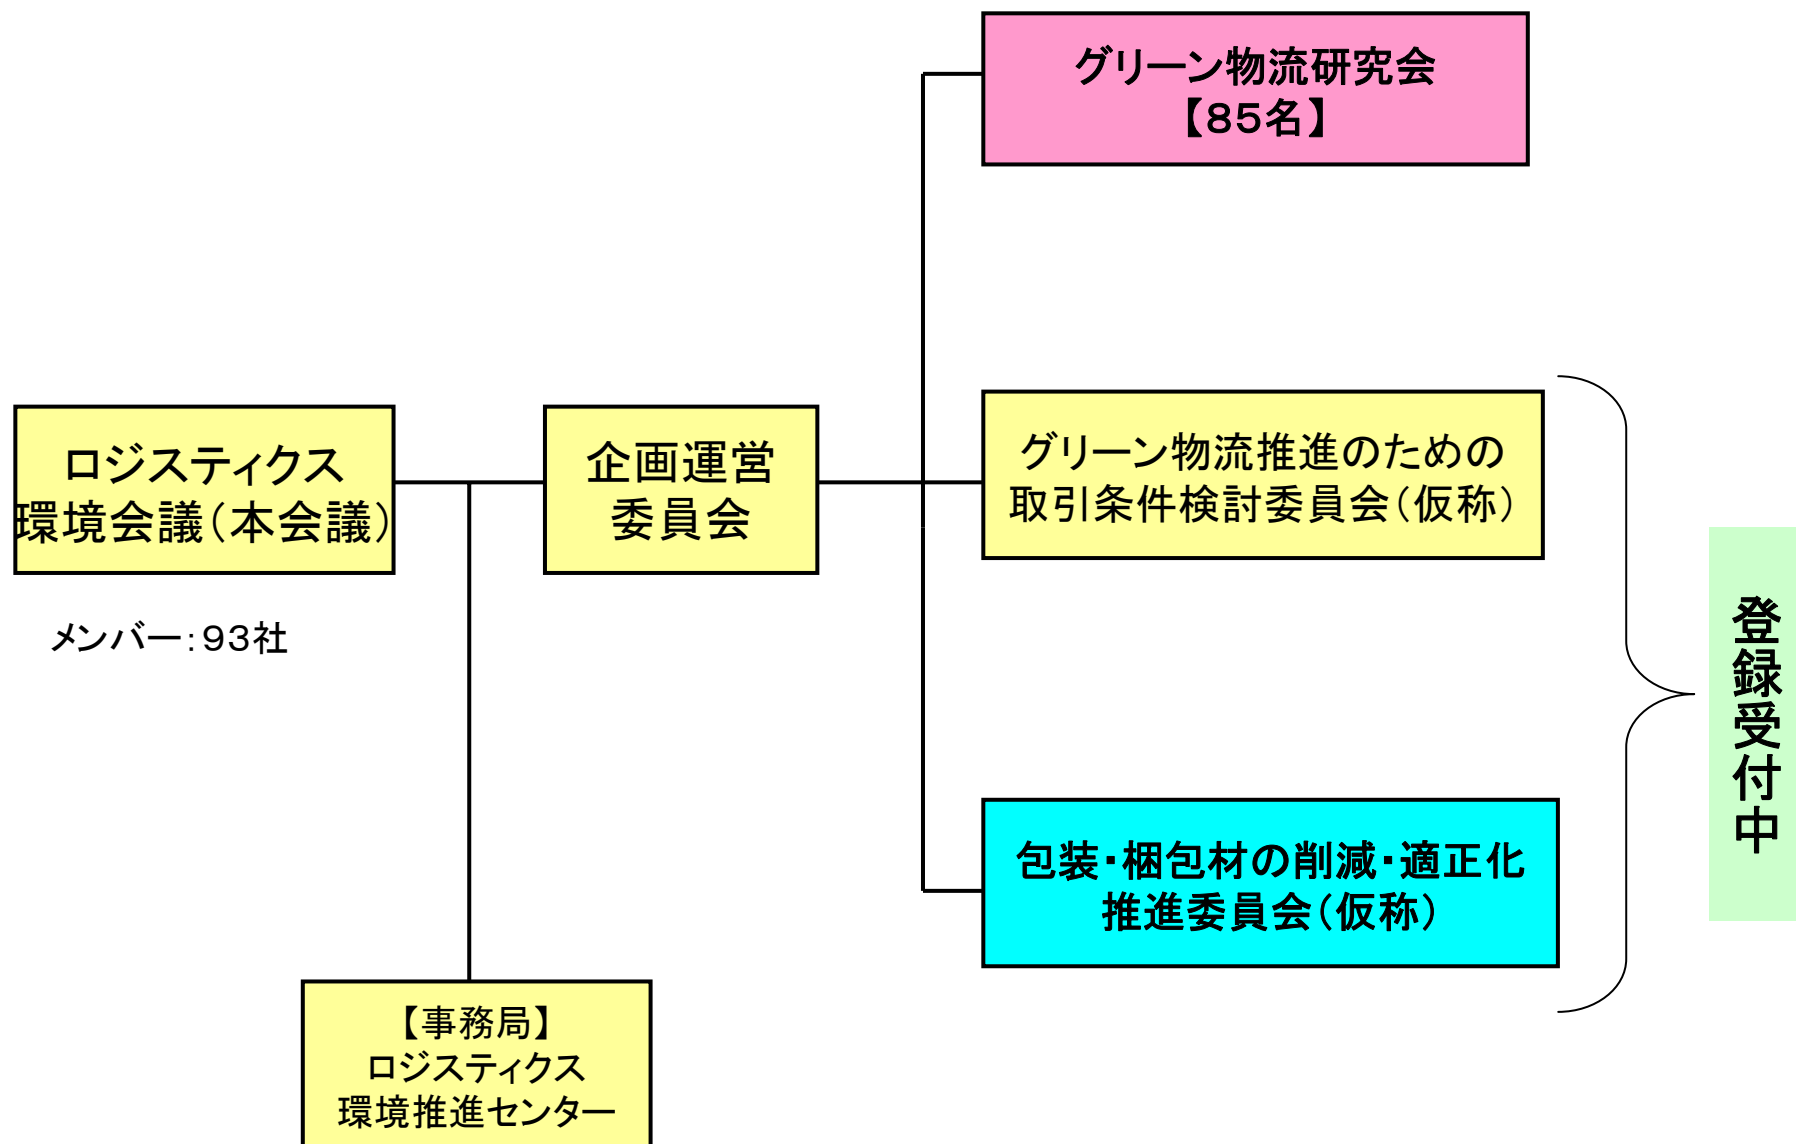 グリーン物流研究会
【85名】
ロジスティクス
環境会議（本会議）
メンバー：93社
企画運営
委員会
グリーン物流推進のための
取引条件検討委員会（仮称）
包装・梱包材の削減・適正化
推進委員会（仮称）
登録受付中
【事務局】
ロジスティクス
環境推進センター